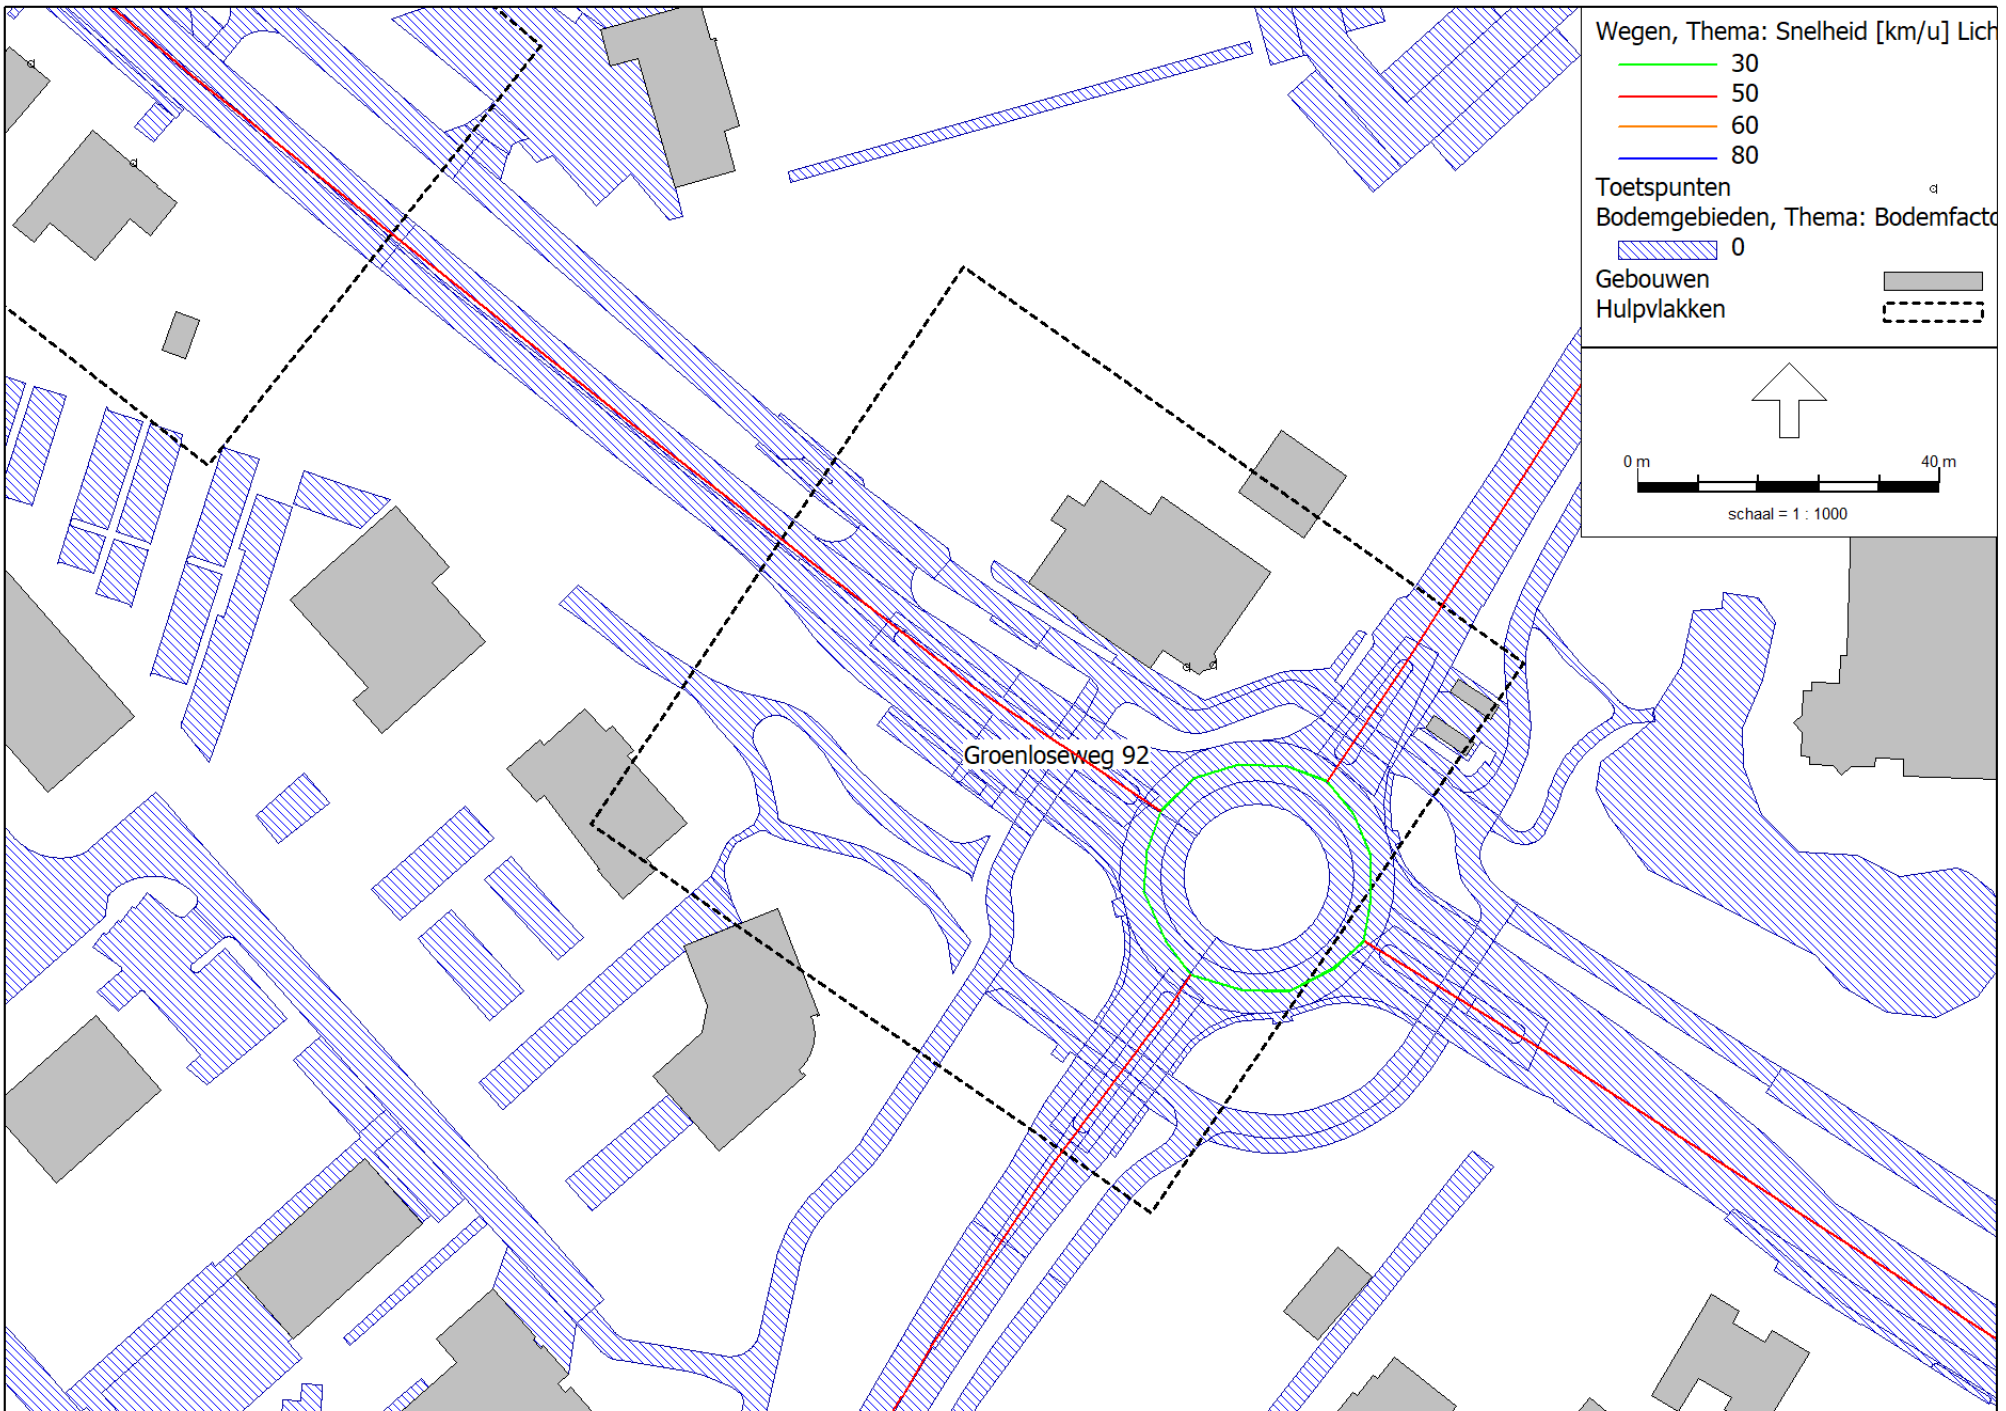 Wegen, Thema: Snelheid [km/u] Lich
30
50
60
80
Toetspunten
Bodemgebieden, Thema: Bodemfacto
0
Gebouwen
Hulpvlakken
0 m 40 m
schaal = 1 : 1000
Groenloseweg 92